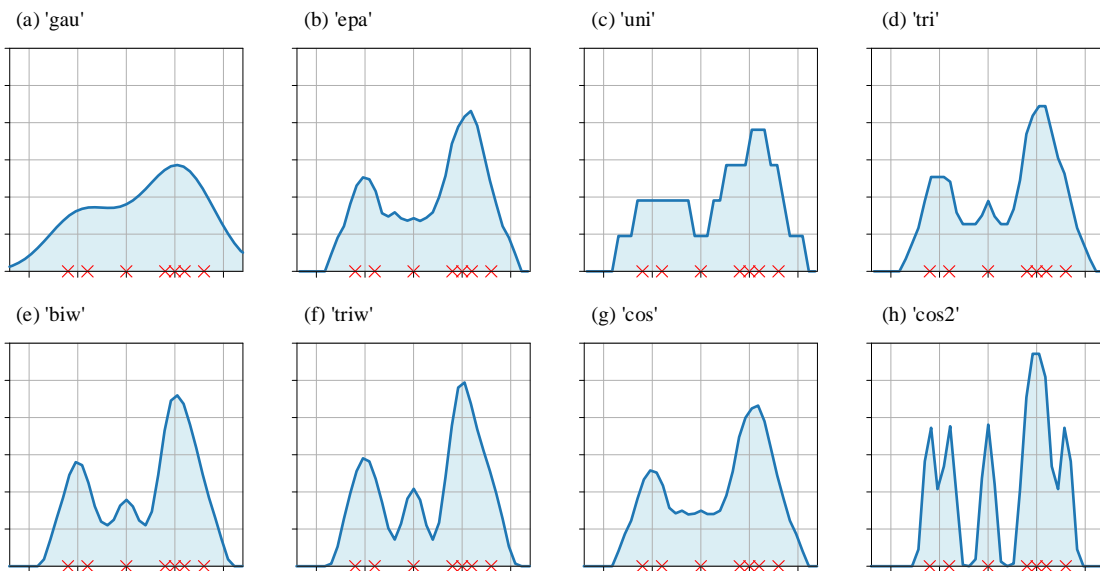 (a) 'gau'
(b) 'epa'
(c) 'uni'
(d) 'tri'
(e) 'biw'
(f) 'triw'
(g) 'cos'
(h) 'cos2'